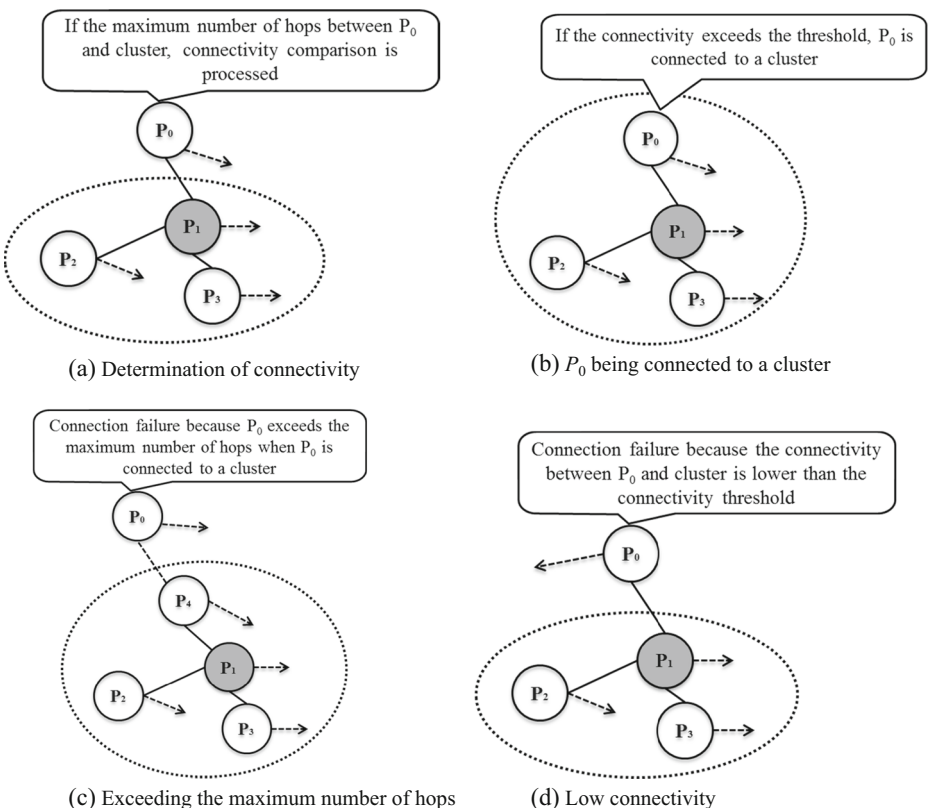 If the maximum number of hops between P₀
and cluster, connectivity comparison is
processed
P₀
P₁
P₂
P₃
(a) Determination of connectivity
If the connectivity exceeds the threshold, P₀ is
connected to a cluster
P₀
P₁
P₂
P₃
(b) P₀ being connected to a cluster
Connection failure because P₀ exceeds the
maximum number of hops when P₀ is
connected to a cluster
P₀
P₄
P₁
P₂
P₃
(c) Exceeding the maximum number of hops
Connection failure because the connectivity
between P₀ and cluster is lower than the
connectivity threshold
P₀
P₁
P₂
P₃
(d) Low connectivity